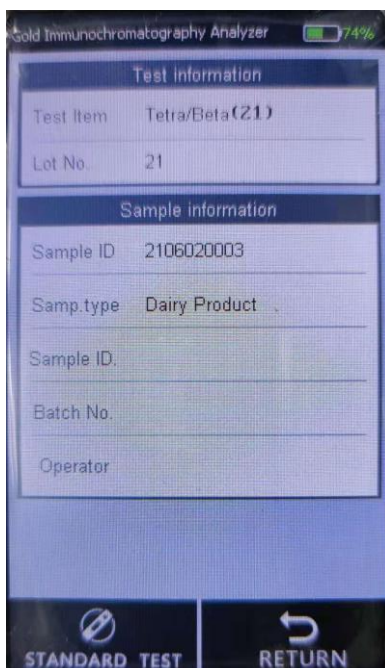 Gold Immunochromatography Analyzer 74%
Test information
Test Item Tetra/Beta(21)
Lot No. 21
Sample information
Sample ID 2106020003
Samp.type Dairy Product
Sample ID.
Batch No.
Operator
STANDARD TEST RETURN